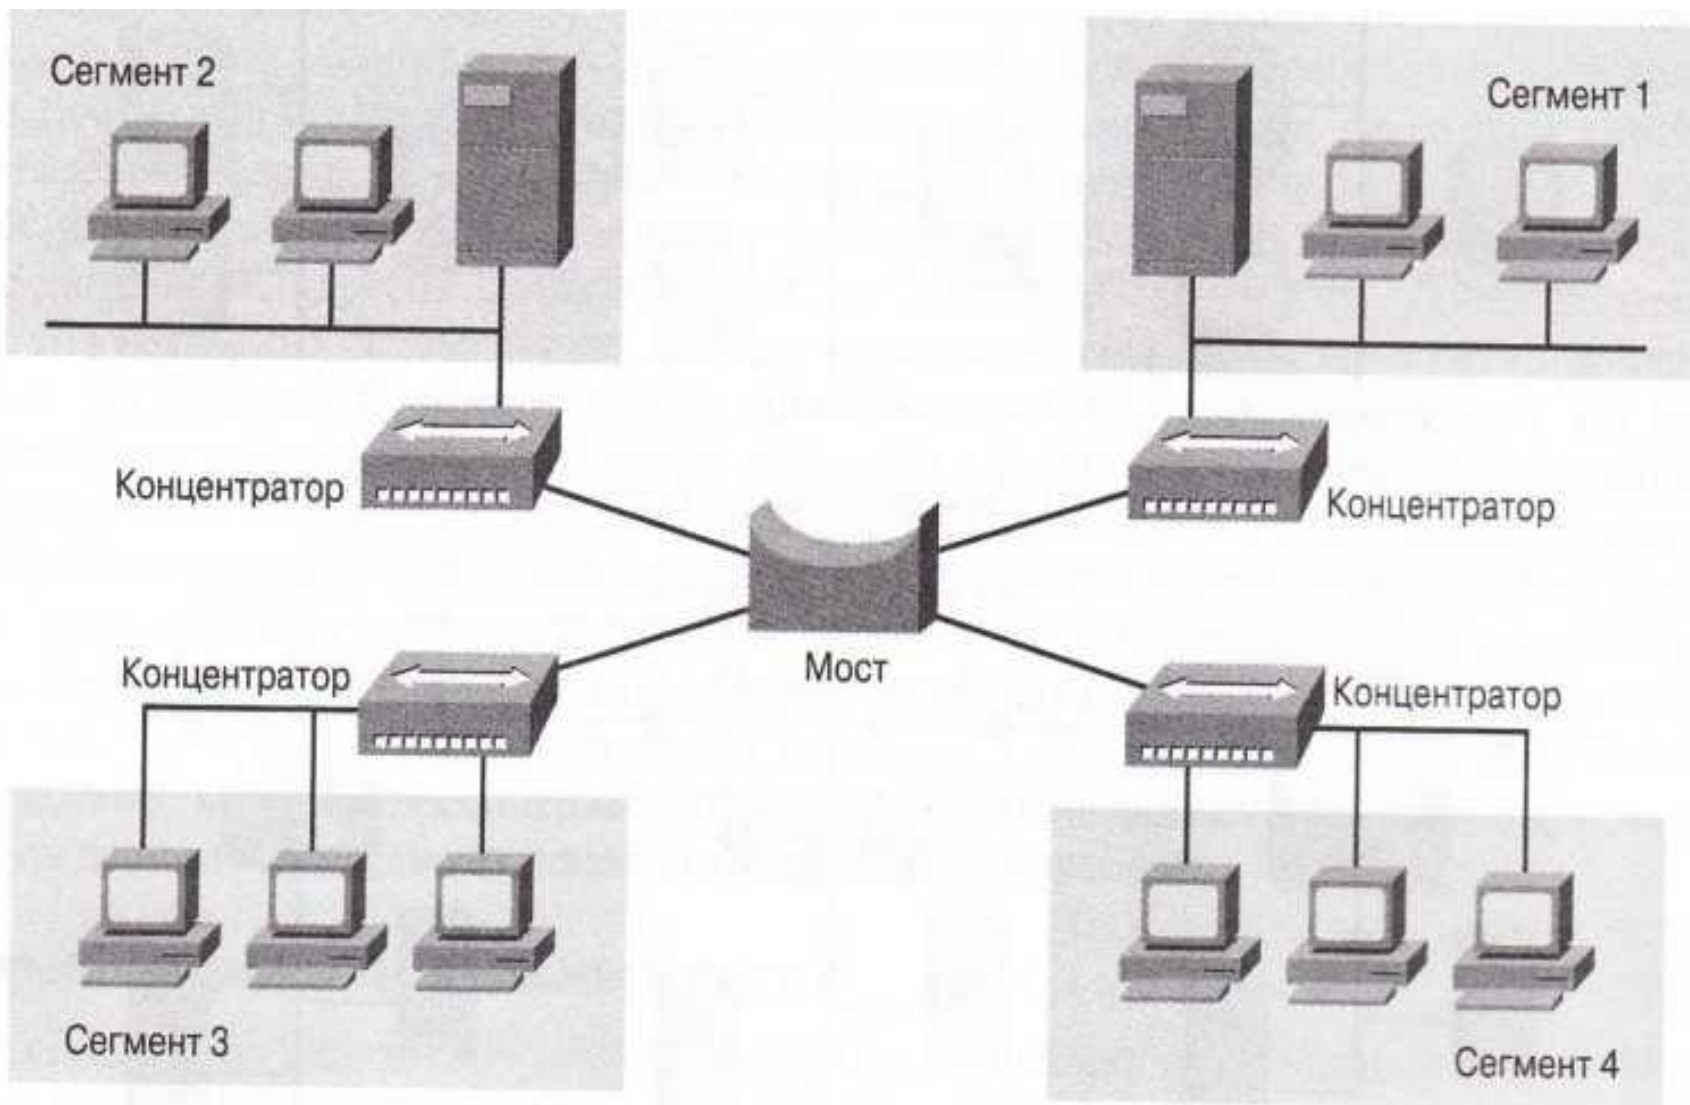 Сегмент 2
Сегмент 1
Концентратор
Концентратор
Мост
Концентратор
Концентратор
Сегмент 3
Сегмент 4